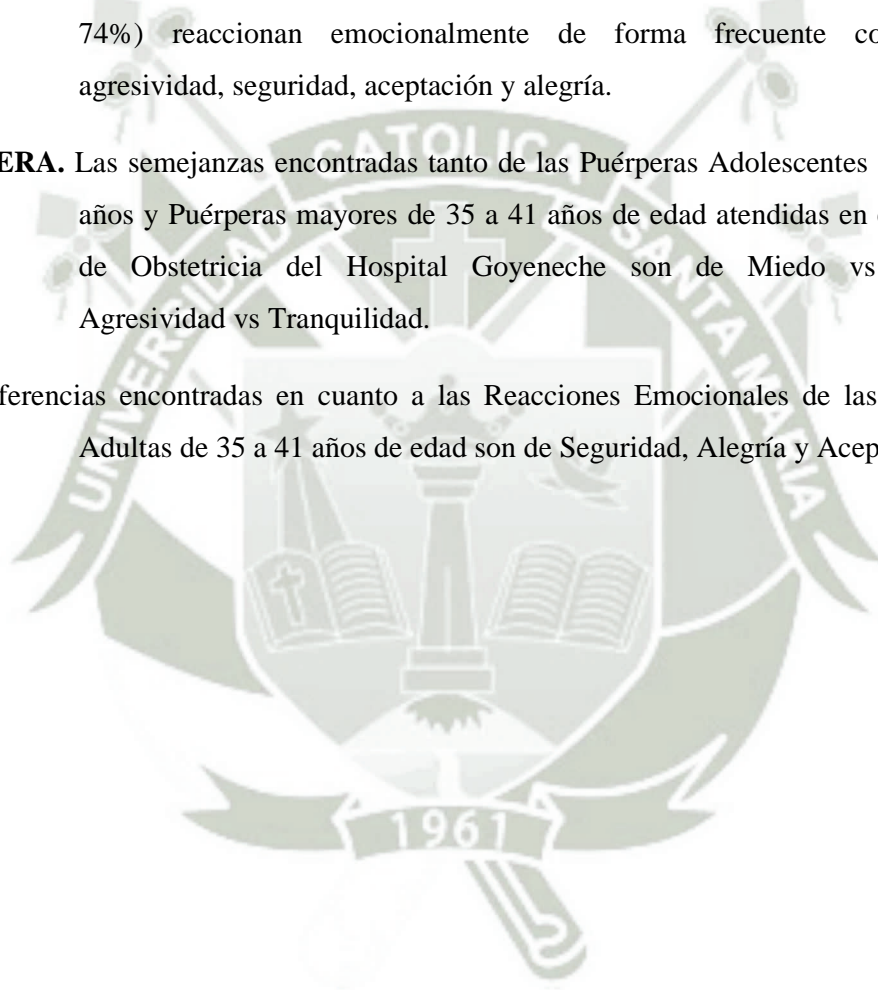 74%) reaccionan emocionalmente de forma frecuente co
agresividad, seguridad, aceptación y alegría.
ERA. Las semejanzas encontradas tanto de las Puérperas Adolescentes
años y Puérperas mayores de 35 a 41 años de edad atendidas en
de Obstetricia del Hospital Goyeneche son de Miedo vs
Agresividad vs Tranquilidad.
ferencias encontradas en cuanto a las Reacciones Emocionales de las
Adultas de 35 a 41 años de edad son de Seguridad, Alegría y Acep
UNIVERSIDAD CATOLICA SANTA MARIA
1961